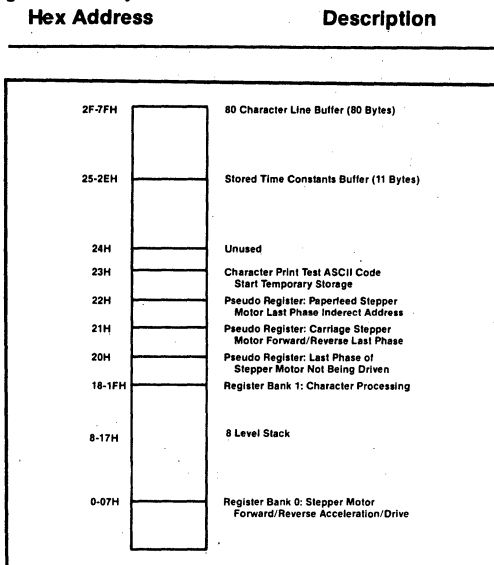 Hex Address Description
2F-7FH 80 Character Line Buffer (80 Bytes)
25-2EH Stored Time Constants Buffer (11 Bytes)
24H Unused
23H Character Print Test ASCII Code
Start Temporary Storage
22H Pseudo Register: Paperfeed Stepper
Motor Last Phase Inderect Address
21H Pseudo Register: Carriage Stepper
Motor Forward/Reverse Last Phase
20H Pseudo Register: Last Phase of
Stepper Motor Not Being Driven
18-1FH Register Bank 1: Character Processing
8-17H 8 Level Stack
0-07H Register Bank 0: Stepper Motor
Forward/Reverse Acceleration/Drive